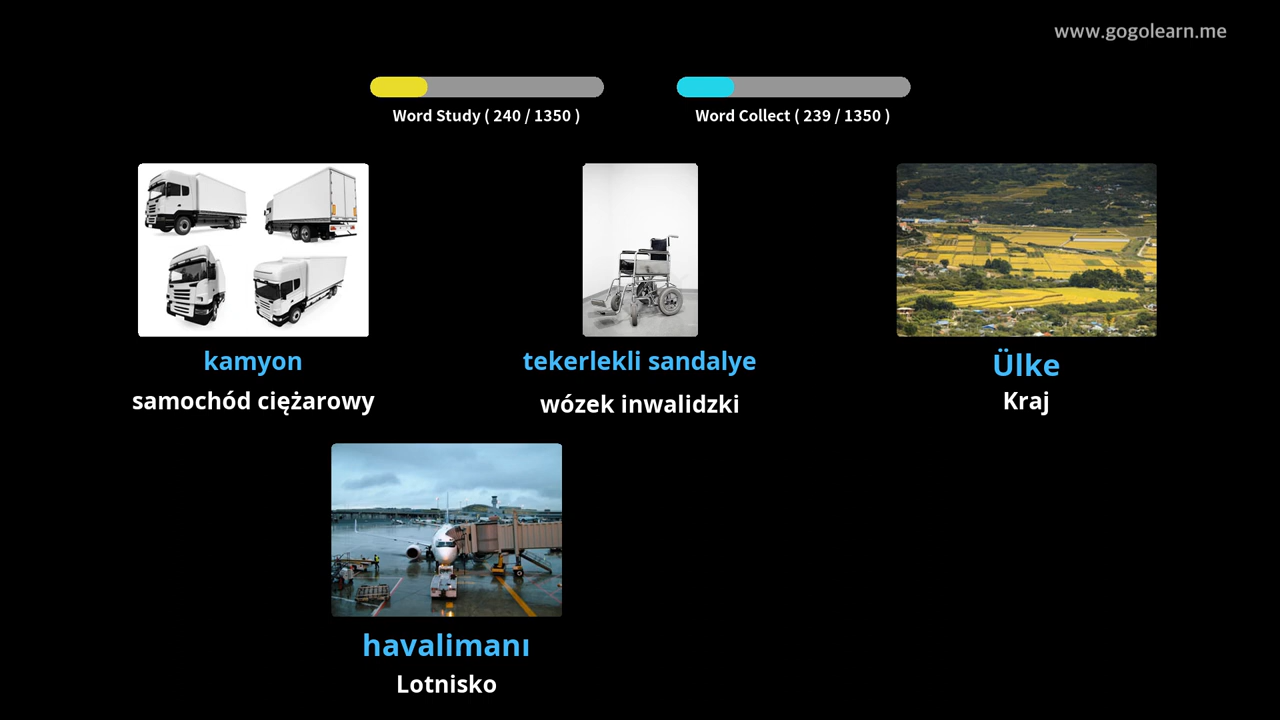 www.gogolearn.me
Word Study ( 240 / 1350 )
Word Collect ( 239 / 1350 )
kamyon
samochód ciężarowy
tekerlekli sandalye
wózek inwalidzki
Ülke
Kraj
havalimanı
Lotnisko